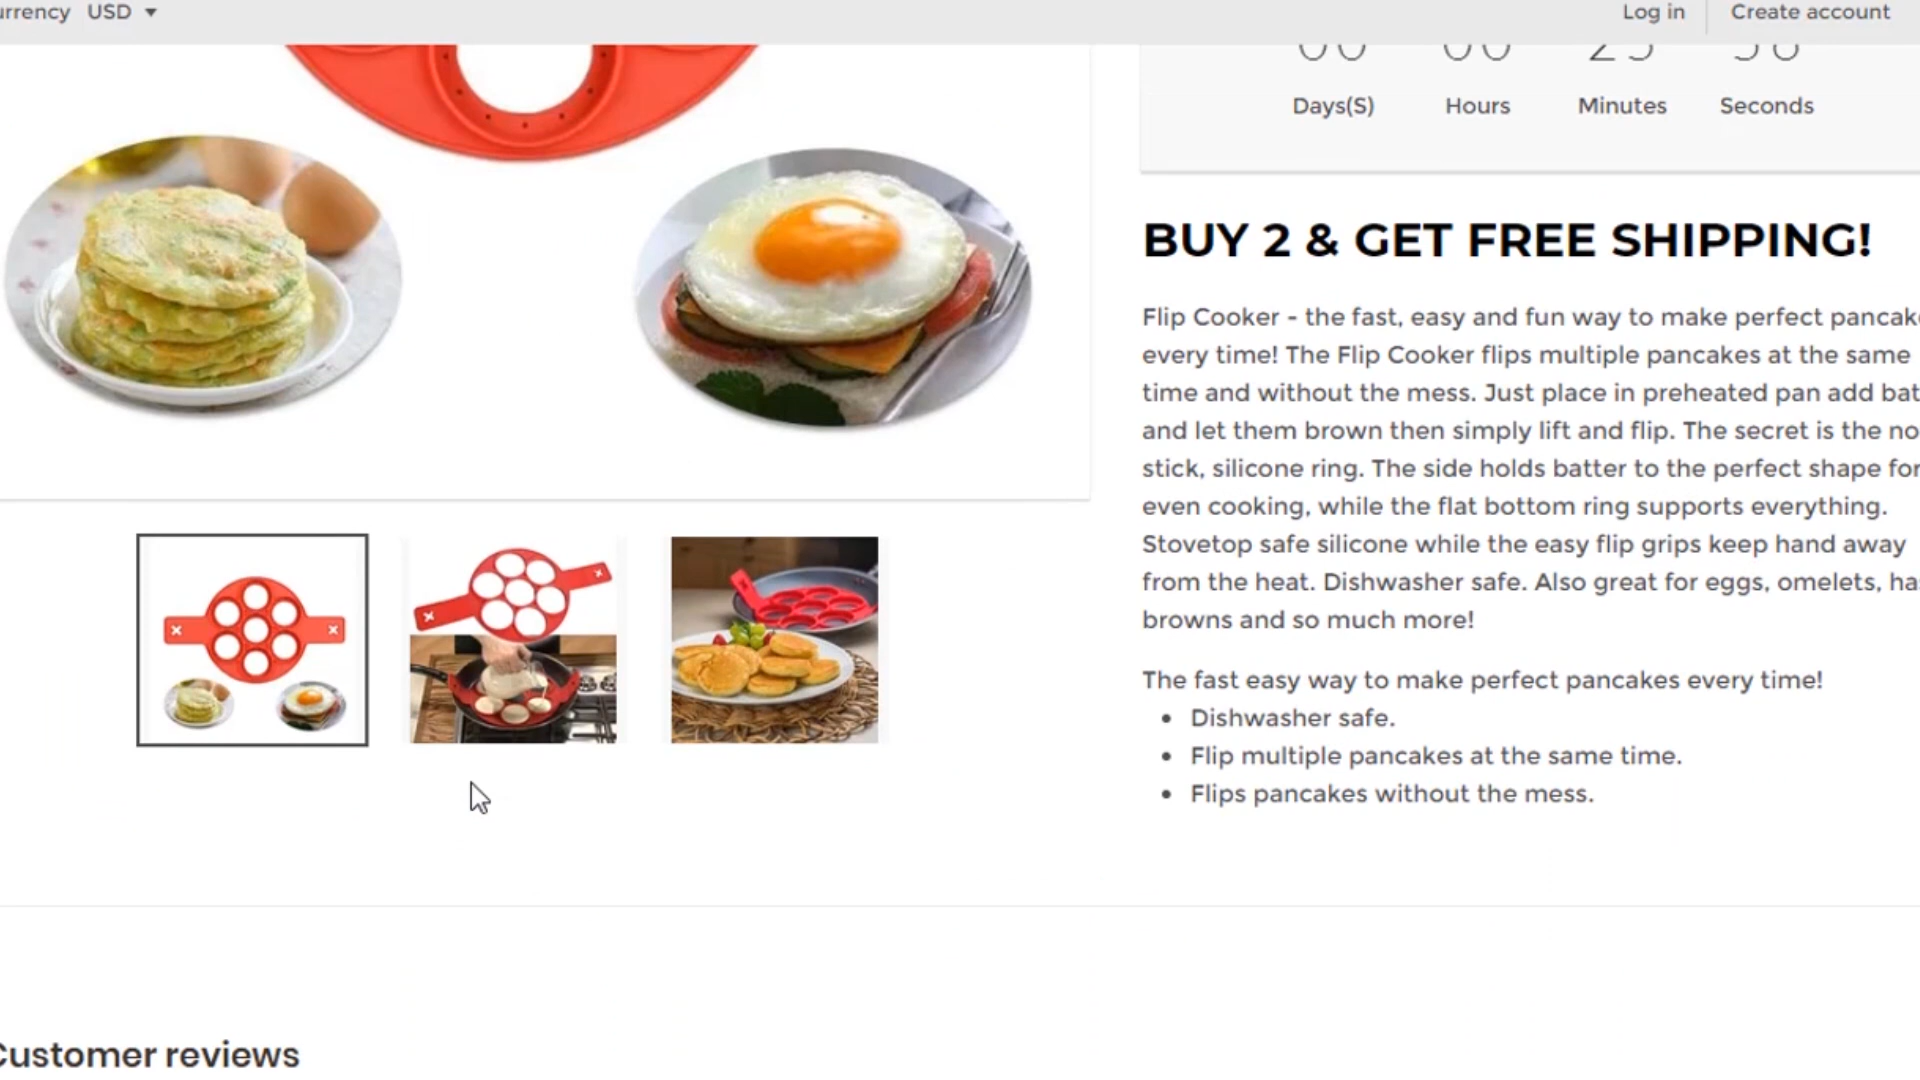 USD
Log in
Create account
Days(S)
Hours
Minutes
Seconds
BUY 2 & GET FREE SHIPPING!
Flip Cooker - the fast, easy and fun way to make perfect
every time! The Flip Cooker flips multiple pancakes at the same
time and without the mess. Just place in preheated pan add
and let them brown then simply lift and flip. The secret is the
stick, silicone ring. The side holds batter to the perfect shape for
even cooking, while the flat bottom ring supports everything.
Stovetop safe silicone while the easy flip grips keep hand away
from the heat. Dishwasher safe. Also great for eggs, omelets,
browns and so much more!
The fast easy way to make perfect pancakes every time!
Dishwasher safe.
Flip multiple pancakes at the same time.
Flips pancakes without the mess.
Customer reviews